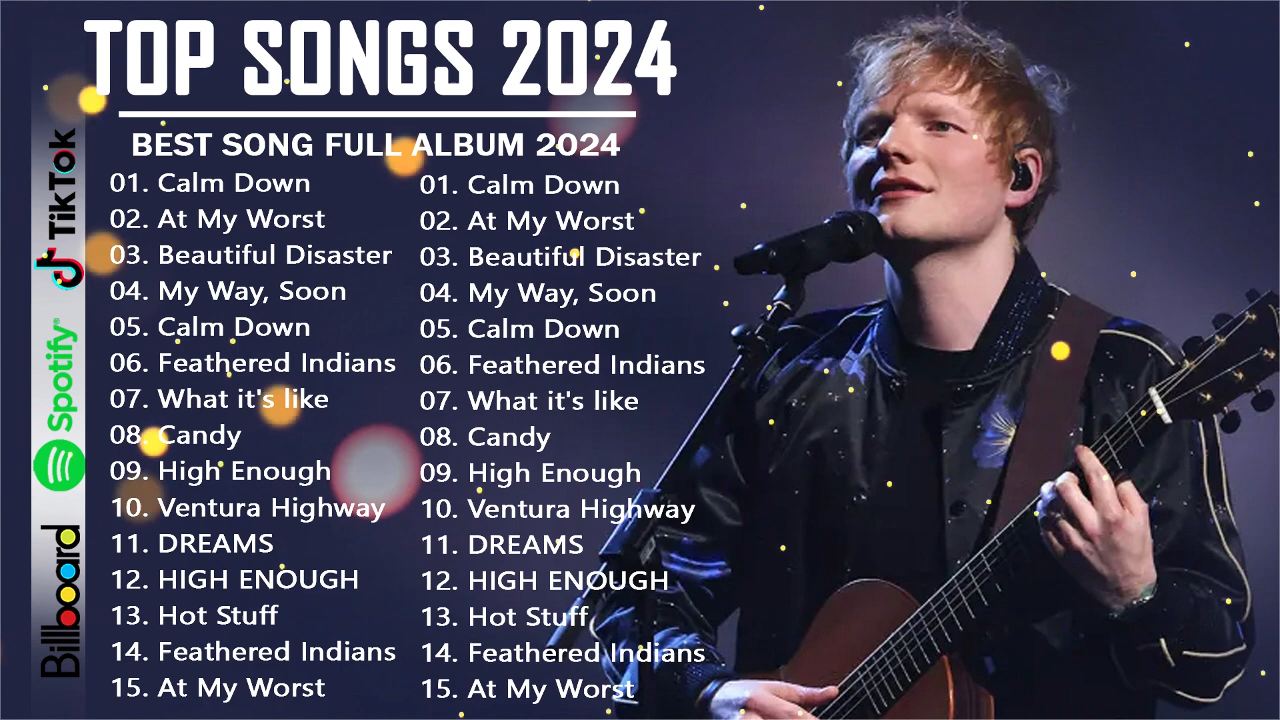 TOP SONGS 2024
BEST SONG FULL ALBUM 2024
01. Calm Down
02. At My Worst
03. Beautiful Disaster
04. My Way, Soon
05. Calm Down
06. Feathered Indians
07. What it's like
08. Candy
09. High Enough
10. Ventura Highway
11. DREAMS
12. HIGH ENOUGH
13. Hot Stuff
14. Feathered Indians
15. At My Worst
01. Calm Down
02. At My Worst
03. Beautiful Disaster
04. My Way, Soon
05. Calm Down
06. Feathered Indians
07. What it's like
08. Candy
09. High Enough
10. Ventura Highway
11. DREAMS
12. HIGH ENOUGH
13. Hot Stuff
14. Feathered Indians
15. At My Worst
TikTok
Spotify®
Billboard